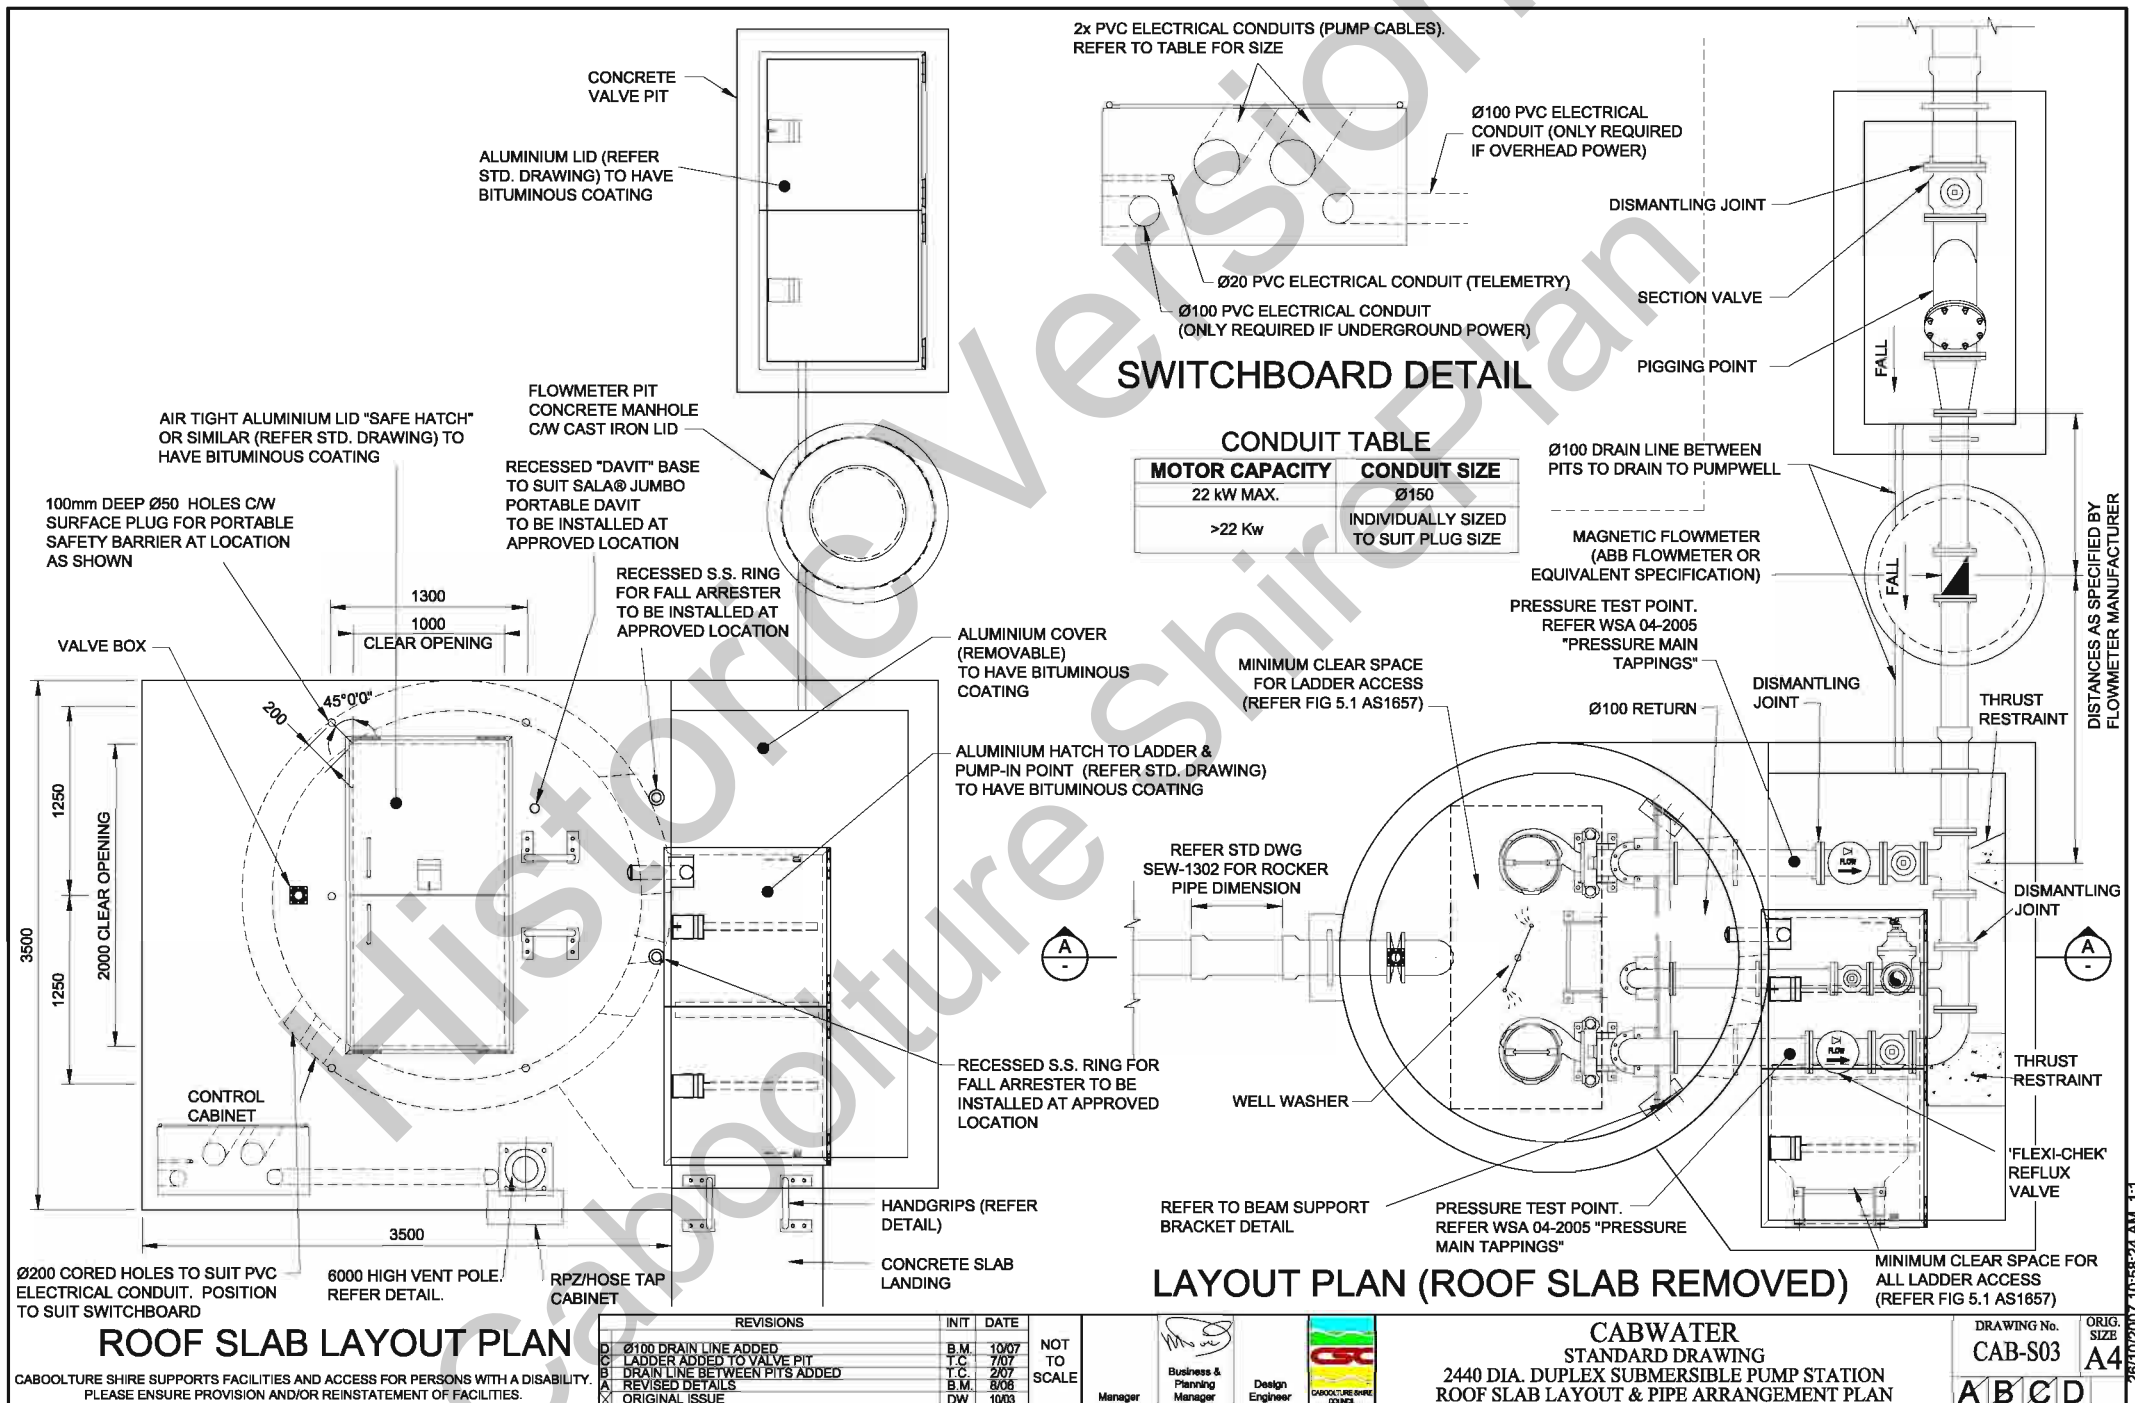 CONCRETE
VALVE PIT
ALUMINIUM LID (REFER
STD. DRAWING) TO HAVE
BITUMINOUS COATING
FLOWMETER PIT
CONCRETE MANHOLE
C/W CAST IRON LID
AIR TIGHT ALUMINIUM LID "SAFE HATCH"
OR SIMILAR (REFER STD. DRAWING) TO
HAVE BITUMINOUS COATING
RECESSED "DAVIT" BASE
TO SUIT SALA® JUMBO
PORTABLE DAVIT
TO BE INSTALLED AT
APPROVED LOCATION
100mm DEEP Ø50 HOLES C/W
SURFACE PLUG FOR PORTABLE
SAFETY BARRIER AT LOCATION
AS SHOWN
RECESSED S.S. RING
FOR FALL ARRESTER
TO BE INSTALLED AT
APPROVED LOCATION
1300
1000
CLEAR OPENING
VALVE BOX
45°0'0"
200
ALUMINIUM COVER
(REMOVABLE)
TO HAVE BITUMINOUS
COATING
ALUMINIUM HATCH TO LADDER &
PUMP-IN POINT (REFER STD. DRAWING)
TO HAVE BITUMINOUS COATING
3500
1250
1250
2000 CLEAR OPENING
CONTROL
CABINET
RECESSED S.S. RING FOR
FALL ARRESTER TO BE
INSTALLED AT APPROVED
LOCATION
HANDGRIPS (REFER
DETAIL)
CONCRETE SLAB
LANDING
3500
Ø200 CORED HOLES TO SUIT PVC
ELECTRICAL CONDUIT. POSITION
TO SUIT SWITCHBOARD
6000 HIGH VENT POLE.
REFER DETAIL.
RPZ/HOSE TAP
CABINET
ROOF SLAB LAYOUT PLAN
CABOOLTURE SHIRE SUPPORTS FACILITIES AND ACCESS FOR PERSONS WITH A DISABILITY.
PLEASE ENSURE PROVISION AND/OR REINSTATEMENT OF FACILITIES.
2x PVC ELECTRICAL CONDUITS (PUMP CABLES).
REFER TO TABLE FOR SIZE
Ø100 PVC ELECTRICAL
CONDUIT (ONLY REQUIRED
IF OVERHEAD POWER)
Ø20 PVC ELECTRICAL CONDUIT (TELEMETRY)
Ø100 PVC ELECTRICAL CONDUIT
(ONLY REQUIRED IF UNDERGROUND POWER)
SWITCHBOARD DETAIL
CONDUIT TABLE
MOTOR CAPACITY CONDUIT SIZE
22 kW MAX. Ø150
>22 Kw INDIVIDUALLY SIZED
TO SUIT PLUG SIZE
DISMANTLING JOINT
SECTION VALVE
PIGGING POINT
FALL
Ø100 DRAIN LINE BETWEEN
PITS TO DRAIN TO PUMPWELL
MAGNETIC FLOWMETER
(ABB FLOWMETER OR
EQUIVALENT SPECIFICATION)
FALL
DISTANCES AS SPECIFIED BY
FLOWMETER MANUFACTURER
PRESSURE TEST POINT.
REFER WSA 04-2005
"PRESSURE MAIN
TAPPINGS"
MINIMUM CLEAR SPACE
FOR LADDER ACCESS
(REFER FIG 5.1 AS1657)
Ø100 RETURN
DISMANTLING
JOINT
THRUST
RESTRAINT
REFER STD DWG
SEW-1302 FOR ROCKER
PIPE DIMENSION
FLOW
DISMANTLING
JOINT
A
-
A
-
FLOW
THRUST
RESTRAINT
WELL WASHER
'FLEXI-CHEK'
REFLUX
VALVE
REFER TO BEAM SUPPORT
BRACKET DETAIL
PRESSURE TEST POINT.
REFER WSA 04-2005 "PRESSURE
MAIN TAPPINGS"
MINIMUM CLEAR SPACE FOR
ALL LADDER ACCESS
(REFER FIG 5.1 AS1657)
LAYOUT PLAN (ROOF SLAB REMOVED)
REVISIONS INIT DATE
D Ø100 DRAIN LINE ADDED B.M. 10/07
C LADDER ADDED TO VALVE PIT T.C. 7/07
B DRAIN LINE BETWEEN PITS ADDED T.C. 2/07
A REVISED DETAILS B.M. 6/06
X ORIGINAL ISSUE DW 10/03
NOT
TO
SCALE
Manager
Business &
Planning
Manager
Design
Engineer
CSC
CABOOLTURE SHIRE
COUNCIL
CABWATER
STANDARD DRAWING
2440 DIA. DUPLEX SUBMERSIBLE PUMP STATION
ROOF SLAB LAYOUT & PIPE ARRANGEMENT PLAN
DRAWING No.
CAB-S03
ORIG.
SIZE
A4
A B C D
26/10/2007 10:58:24 AM, 1:1
Historic Version
Caboolture ShirePlan